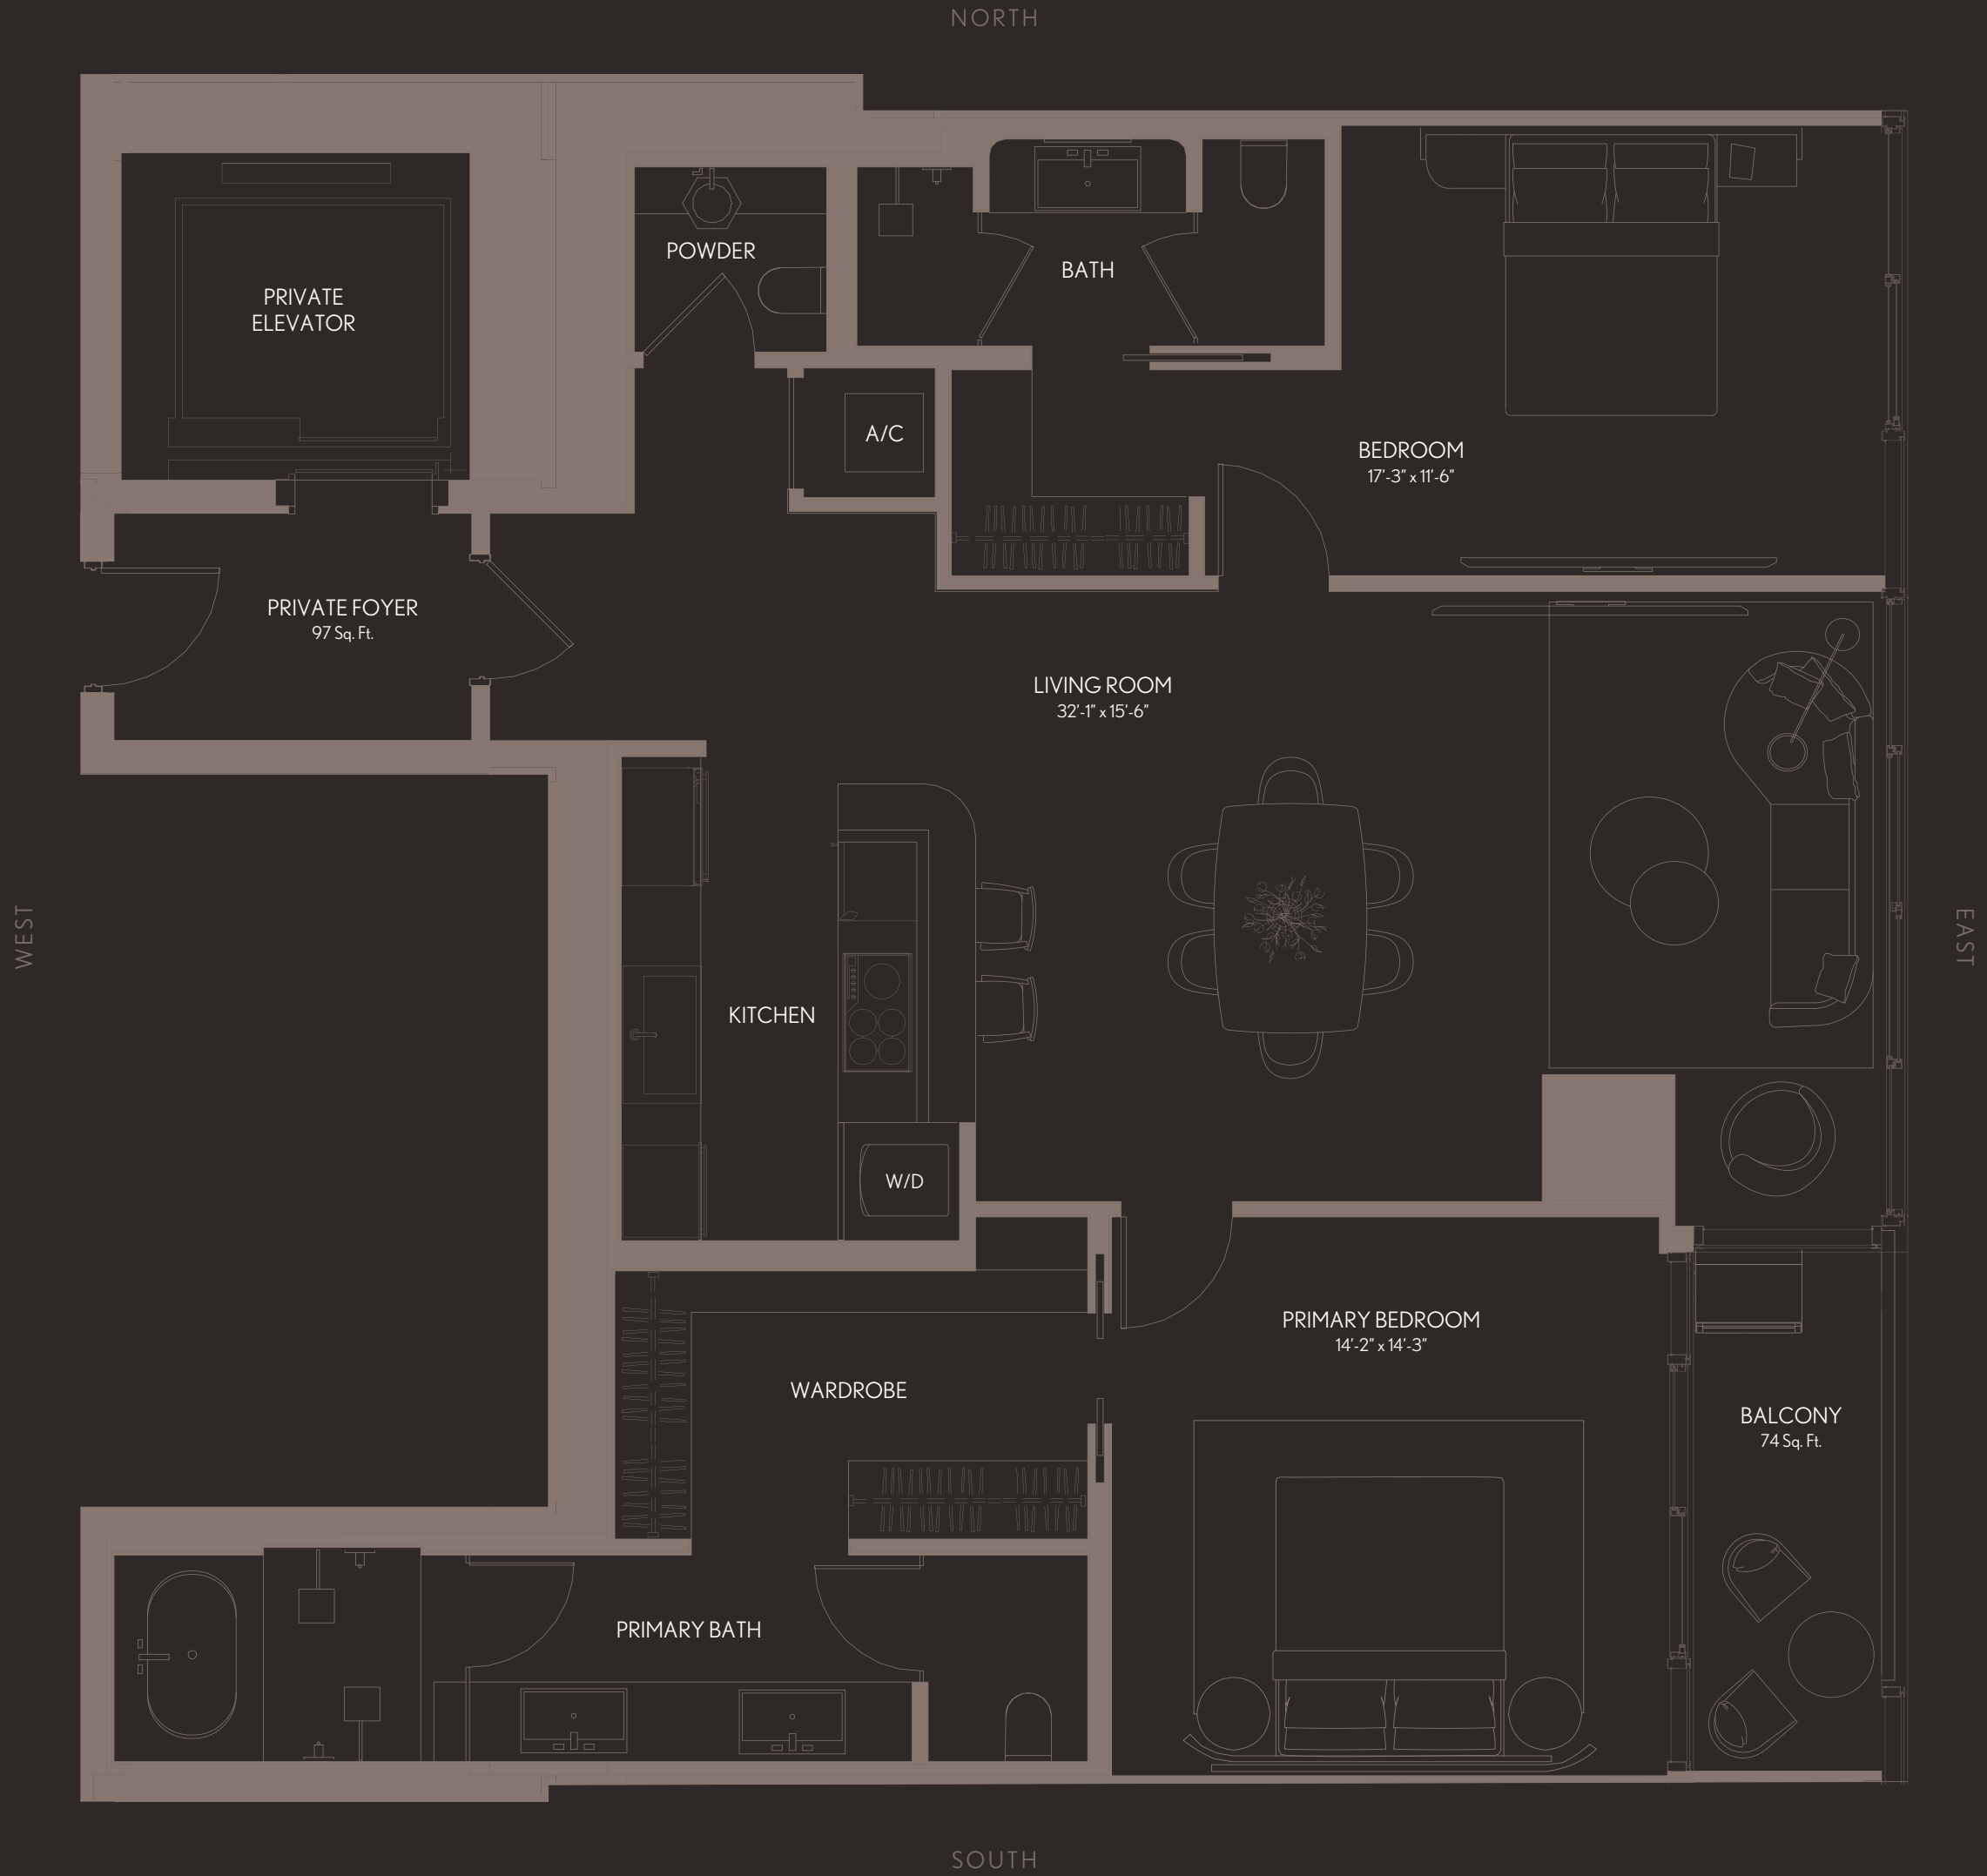 NORTH
POWDER
BATH
PRIVATE
ELEVATOR
A/C
BEDROOM
17'-3" x 11'-6"
PRIVATE FOYER
97 Sq. Ft.
LIVING ROOM
32'-1" x 15'-6"
WEST
EAST
KITCHEN
W/D
PRIMARY BEDROOM
14'-2" x 14'-3"
WARDROBE
BALCONY
74 Sq. Ft.
PRIMARY BATH
SOUTH